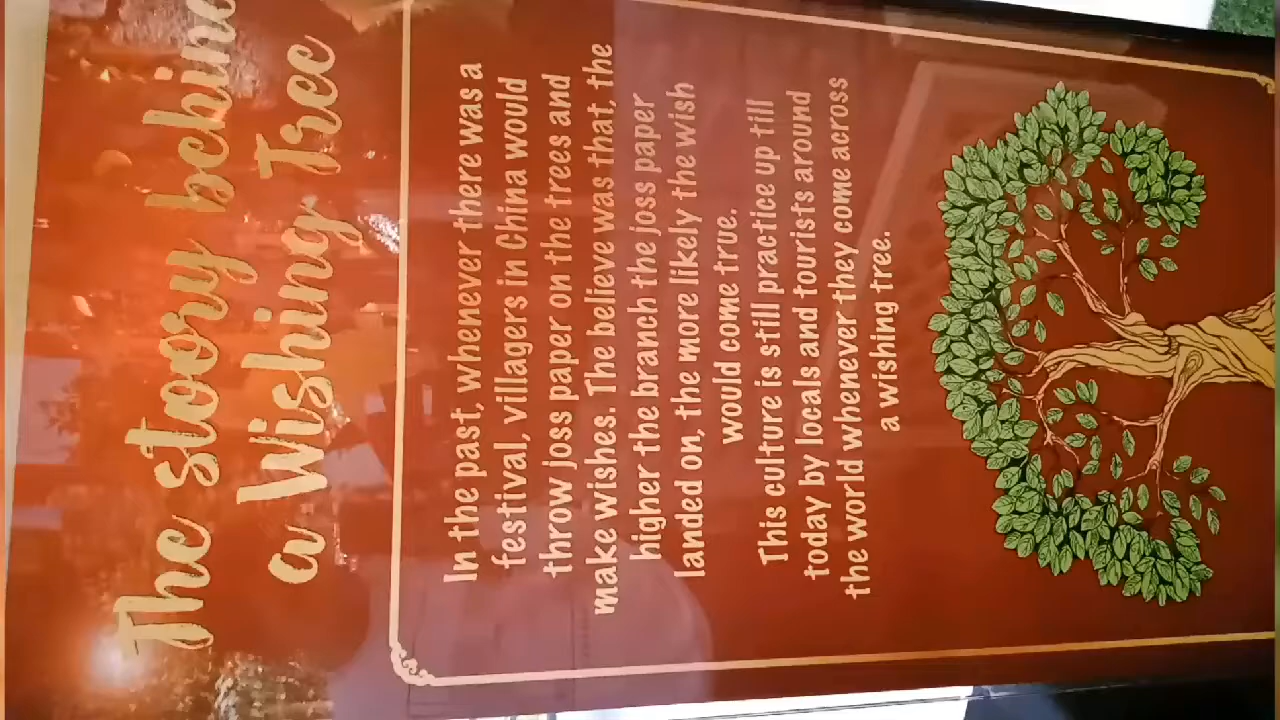 The stoory behind
a Wishing Tree
In the past, whenever there was a
festival, villagers in China would
throw joss paper on the trees and
make wishes. The believe was that, the
higher the branch the joss paper
landed on, the more likely the wish
would come true.
This culture is still practice up till
today by locals and tourists around
the world whenever they come across
a wishing tree.